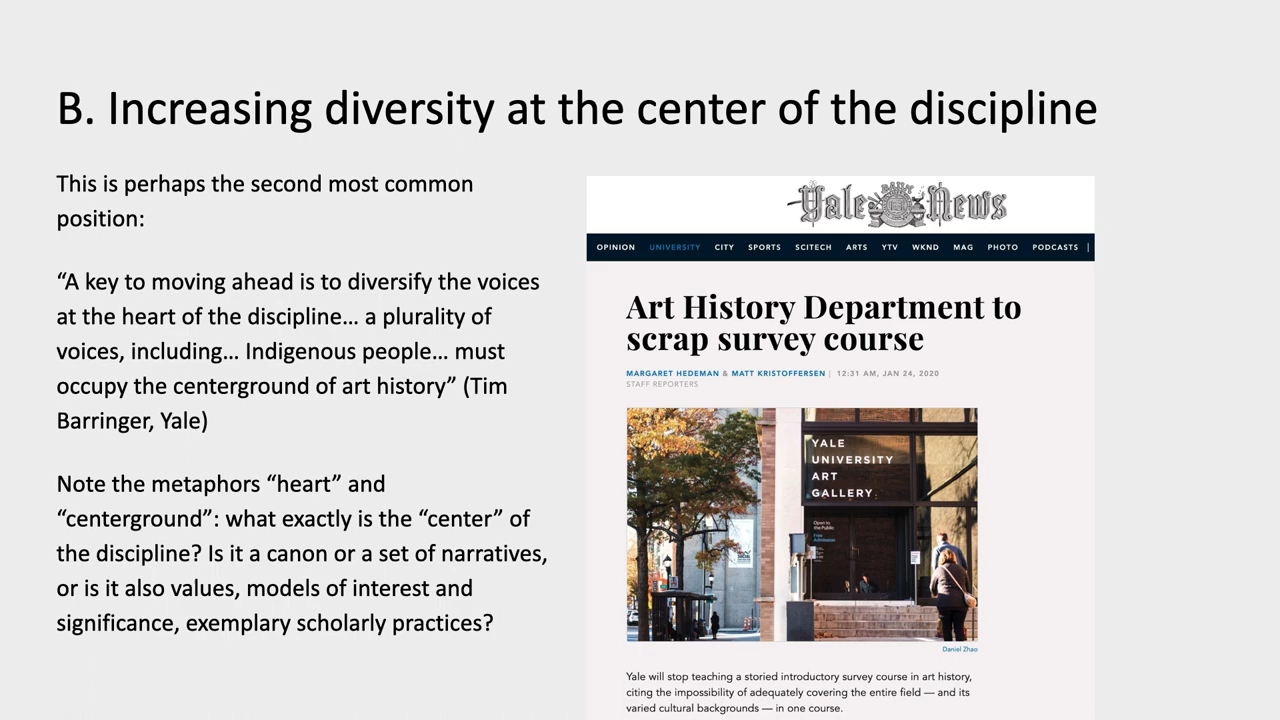 B. Increasing diversity at the center of the discipline
This is perhaps the second most common
position:
“A key to moving ahead is to diversify the voices
at the heart of the discipline... a plurality of
voices, including... Indigenous people... must
occupy the centerground of art history” (Tim
Barringer, Yale)
Note the metaphors “heart” and
“centerground”: what exactly is the “center” of
the discipline? Is it a canon or a set of narratives,
or is it also values, models of interest and
significance, exemplary scholarly practices?
Yale Daily News
OPINION UNIVERSITY CITY SPORTS SCITECH ARTS YTV WKND MAG PHOTO PODCASTS |
Art History Department to
scrap survey course
MARGARET HEDEMAN & MATT KRISTOFFERSEN | 12:31 AM, JAN 24, 2020
STAFF REPORTERS
YALE
UNIVERSITY
ART
GALLERY
Open to
the Public
Free
Admission
Daniel Zhao
Yale will stop teaching a storied introductory survey course in art history,
citing the impossibility of adequately covering the entire field — and its
varied cultural backgrounds — in one course.